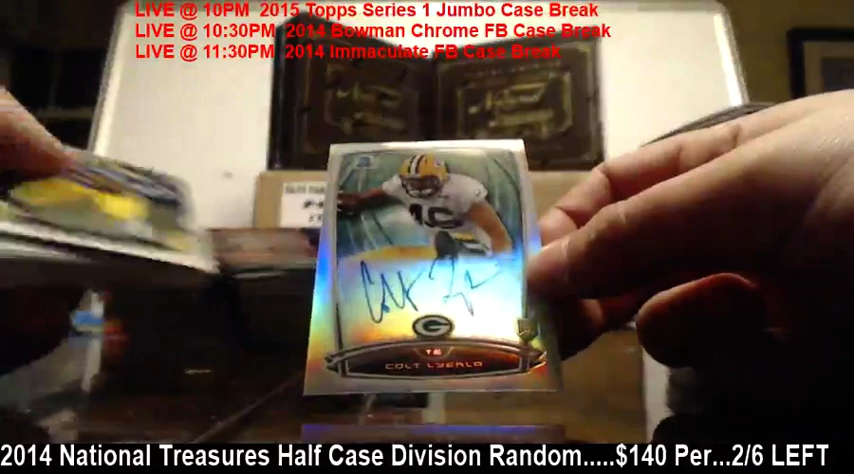 LIVE @ 10PM 2015 Topps Series 1 Jumbo Case Break
LIVE @ 10:30PM 2014 Bowman Chrome FB Case Break
LIVE @ 11:30PM 2014 Immaculate FB Case Break
Colt
G
TE
COLT LYERLA
2014 National Treasures Half Case Division Random.....$140 Per...2/6 LEFT